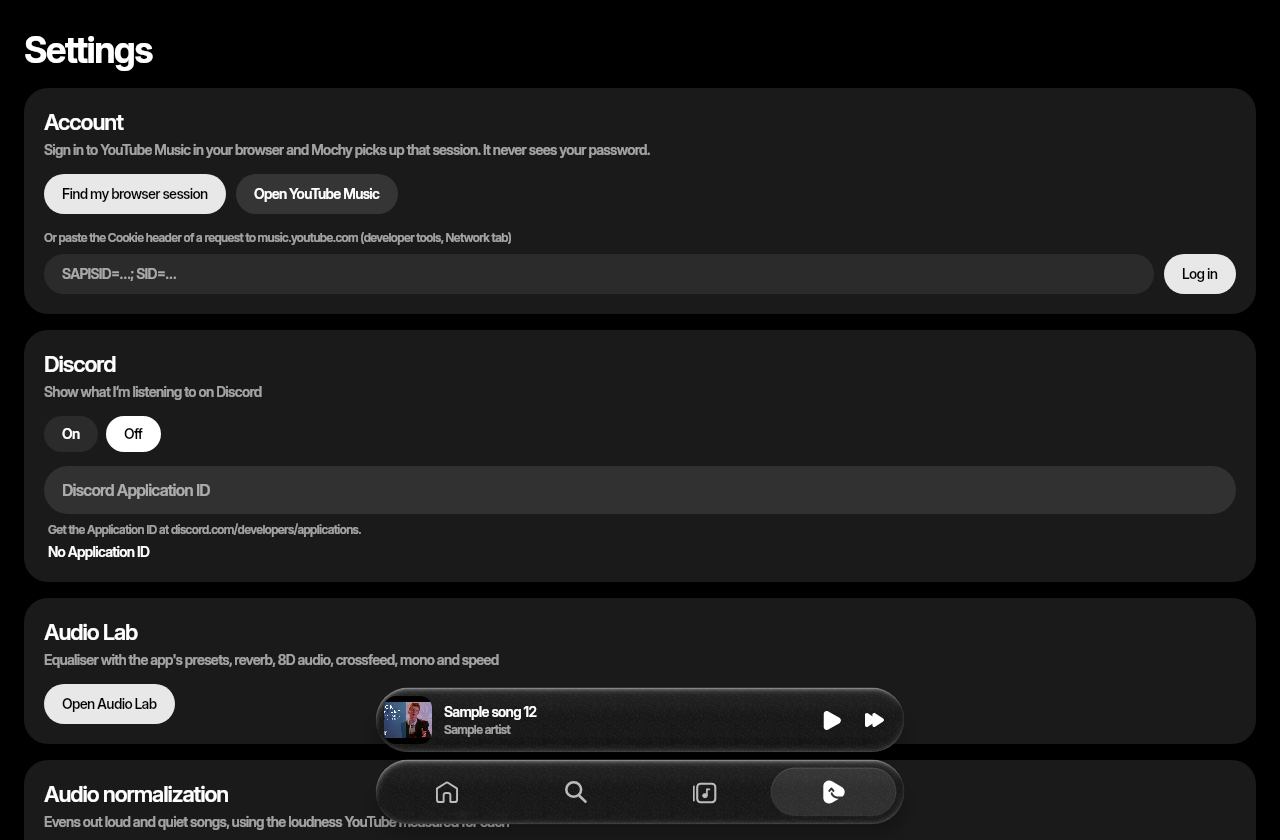 Settings
Account
Sign in to YouTube Music in your browser and Mochy picks up that session. It never sees your password.
Find my browser session
Open YouTube Music
Or paste the Cookie header of a request to music.youtube.com (developer tools, Network tab)
SAPISID=...; SID=...
Log in
Discord
Show what I'm listening to on Discord
On
Off
Discord Application ID
Get the Application ID at discord.com/developers/applications.
No Application ID
Audio Lab
Equaliser with the app's presets, reverb, 8D audio, crossfeed, mono and speed
Open Audio Lab
Sample song 12
Sample artist
Audio normalization
Evens out loud and quiet songs, using the loudness YouTube measured for each